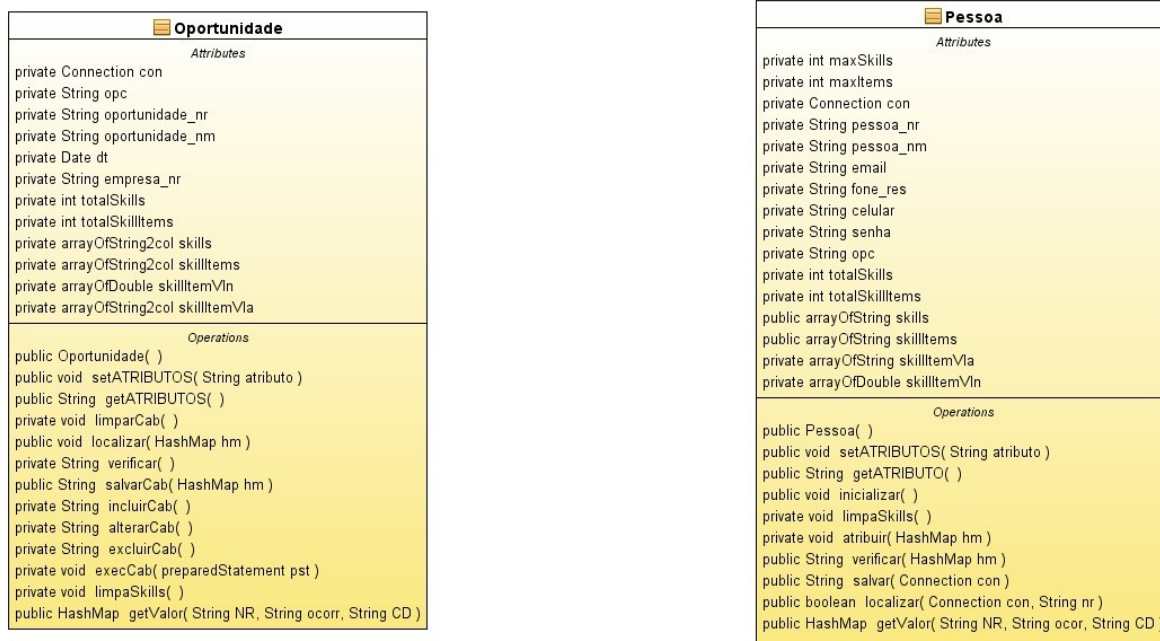 Oportunidade
Attributes
private Connection con
private String opc
private String oportunidade_nr
private String oportunidade_nm
private Date dt
private String empresa_nr
private int totalSkills
private int totalSkillItems
private arrayOfString2col skills
private arrayOfString2col skillItems
private arrayOfDouble skillItemVln
private arrayOfString2col skillItemVla
Operations
public Oportunidade( )
public void setATRIBUTOS( String atributo )
public String getATRIBUTOS( )
private void limparCab( )
public void localizar( HashMap hm )
private String verificar( )
public String salvarCab( HashMap hm )
private String incluirCab( )
private String alterarCab( )
private String excluirCab( )
private void execCab( preparedStatement pst )
private void limpaSkills( )
public HashMap getValor( String NR, String ocorr, String CD )
Pessoa
Attributes
private int maxSkills
private int maxItems
private Connection con
private String pessoa_nr
private String pessoa_nm
private String email
private String fone_res
private String celular
private String senha
private String opc
private int totalSkills
private int totalSkillItems
public arrayOfString skills
public arrayOfString skillItems
private arrayOfString skillItemVla
private arrayOfDouble skillItemVln
Operations
public Pessoa( )
public void setATRIBUTOS( String atributo )
public String getATRIBUTO( )
public void inicializar( )
private void limpaSkills( )
private void atribuir( HashMap hm )
public String verificar( HashMap hm )
public String salvar( Connection con )
public boolean localizar( Connection con, String nr )
public HashMap getValor( String NR, String ocor, String CD )